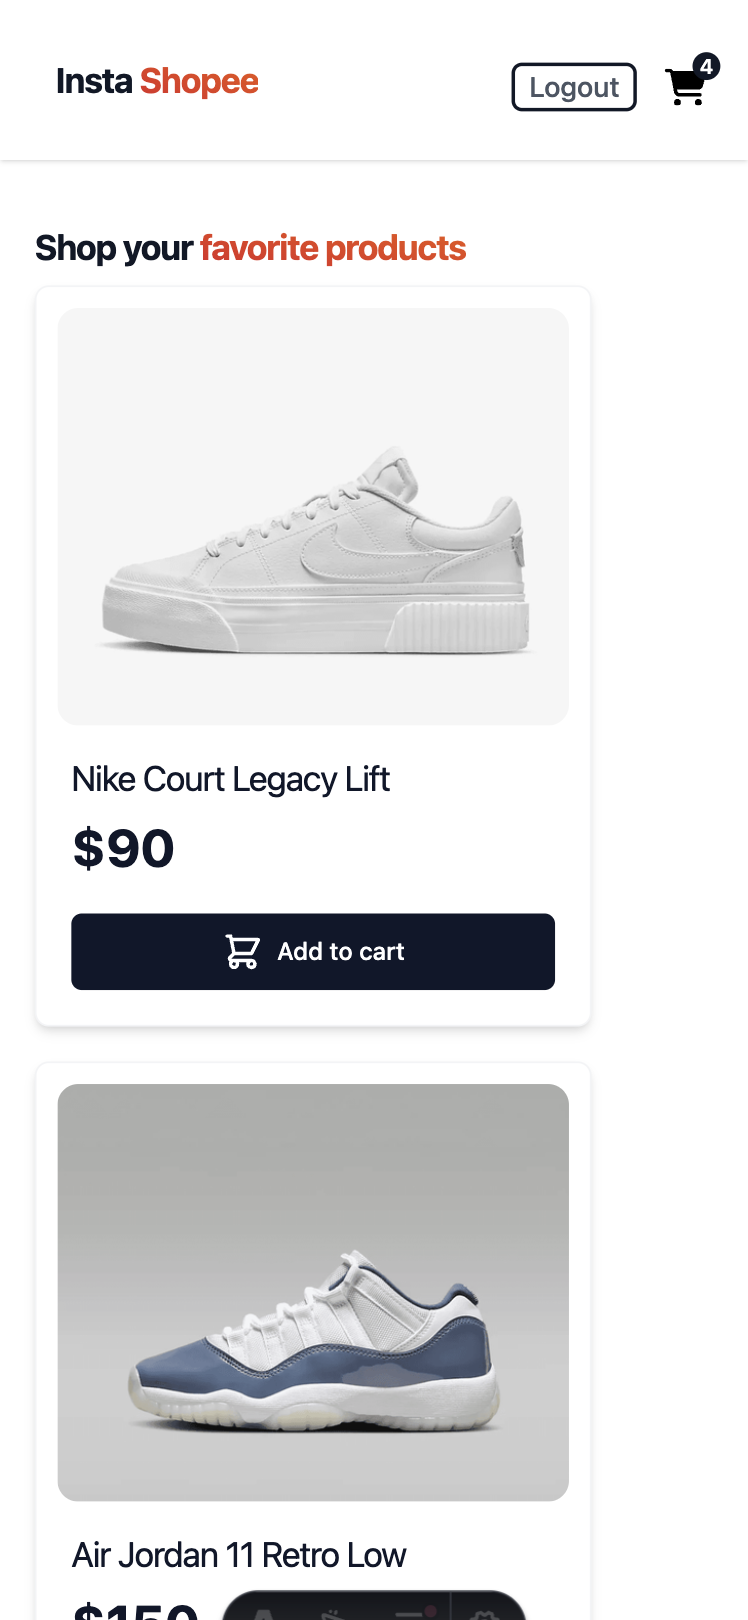 Insta Shopee
Logout
4
Shop your favorite products
Nike Court Legacy Lift
$90
Add to cart
Air Jordan 11 Retro Low
$150